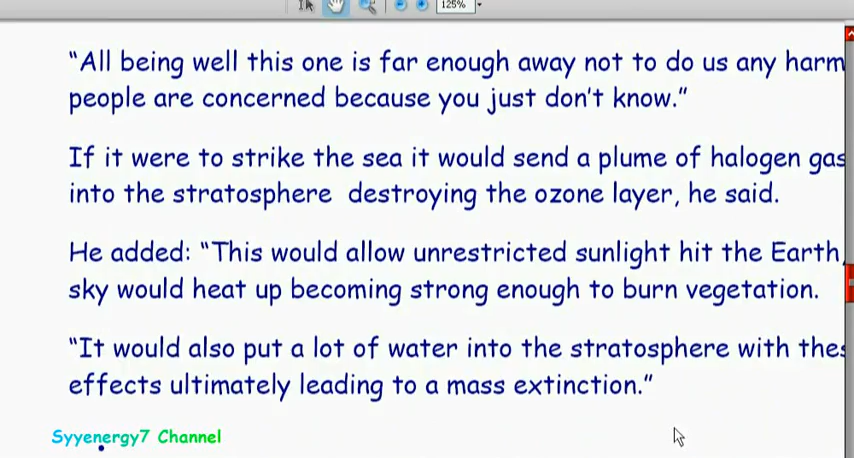 125%
“All being well this one is far enough away not to do us any harm
people are concerned because you just don't know.”
If it were to strike the sea it would send a plume of halogen gas
into the stratosphere destroying the ozone layer, he said.
He added: “This would allow unrestricted sunlight hit the Earth,
sky would heat up becoming strong enough to burn vegetation.
“It would also put a lot of water into the stratosphere with thes
effects ultimately leading to a mass extinction.”
Syyenergy7 Channel